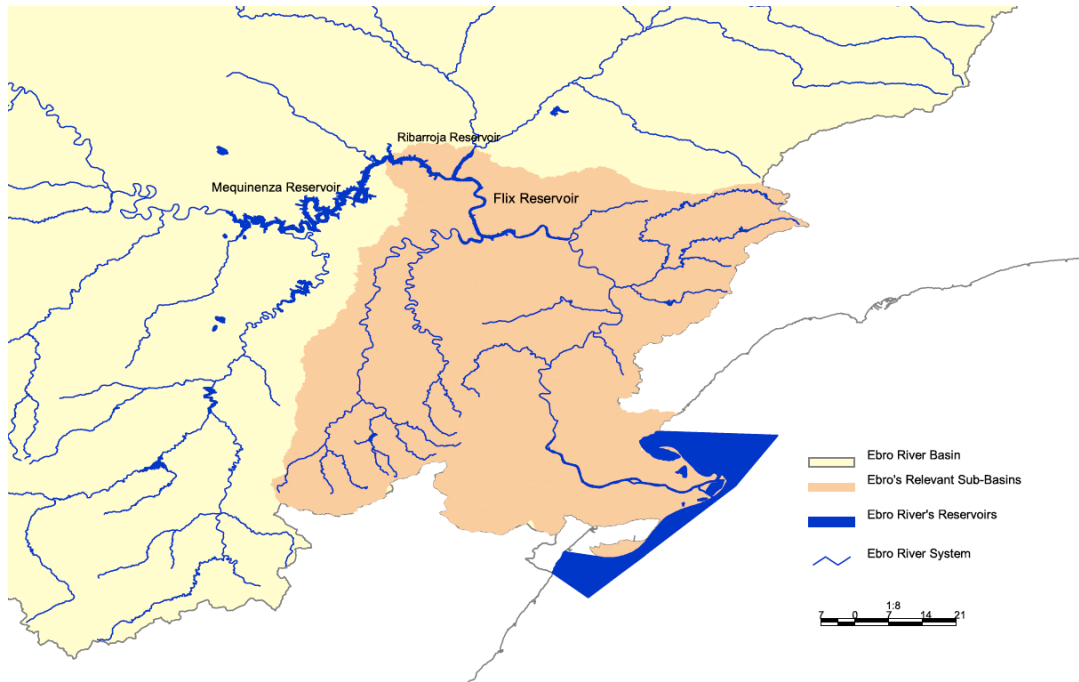 Ribarroja Reservoir
Mequinenza Reservoir
Flix Reservoir
Ebro River Basin
Ebro's Relevant Sub-Basins
Ebro River's Reservoirs
Ebro River System
1:8
7 0 7 14 21